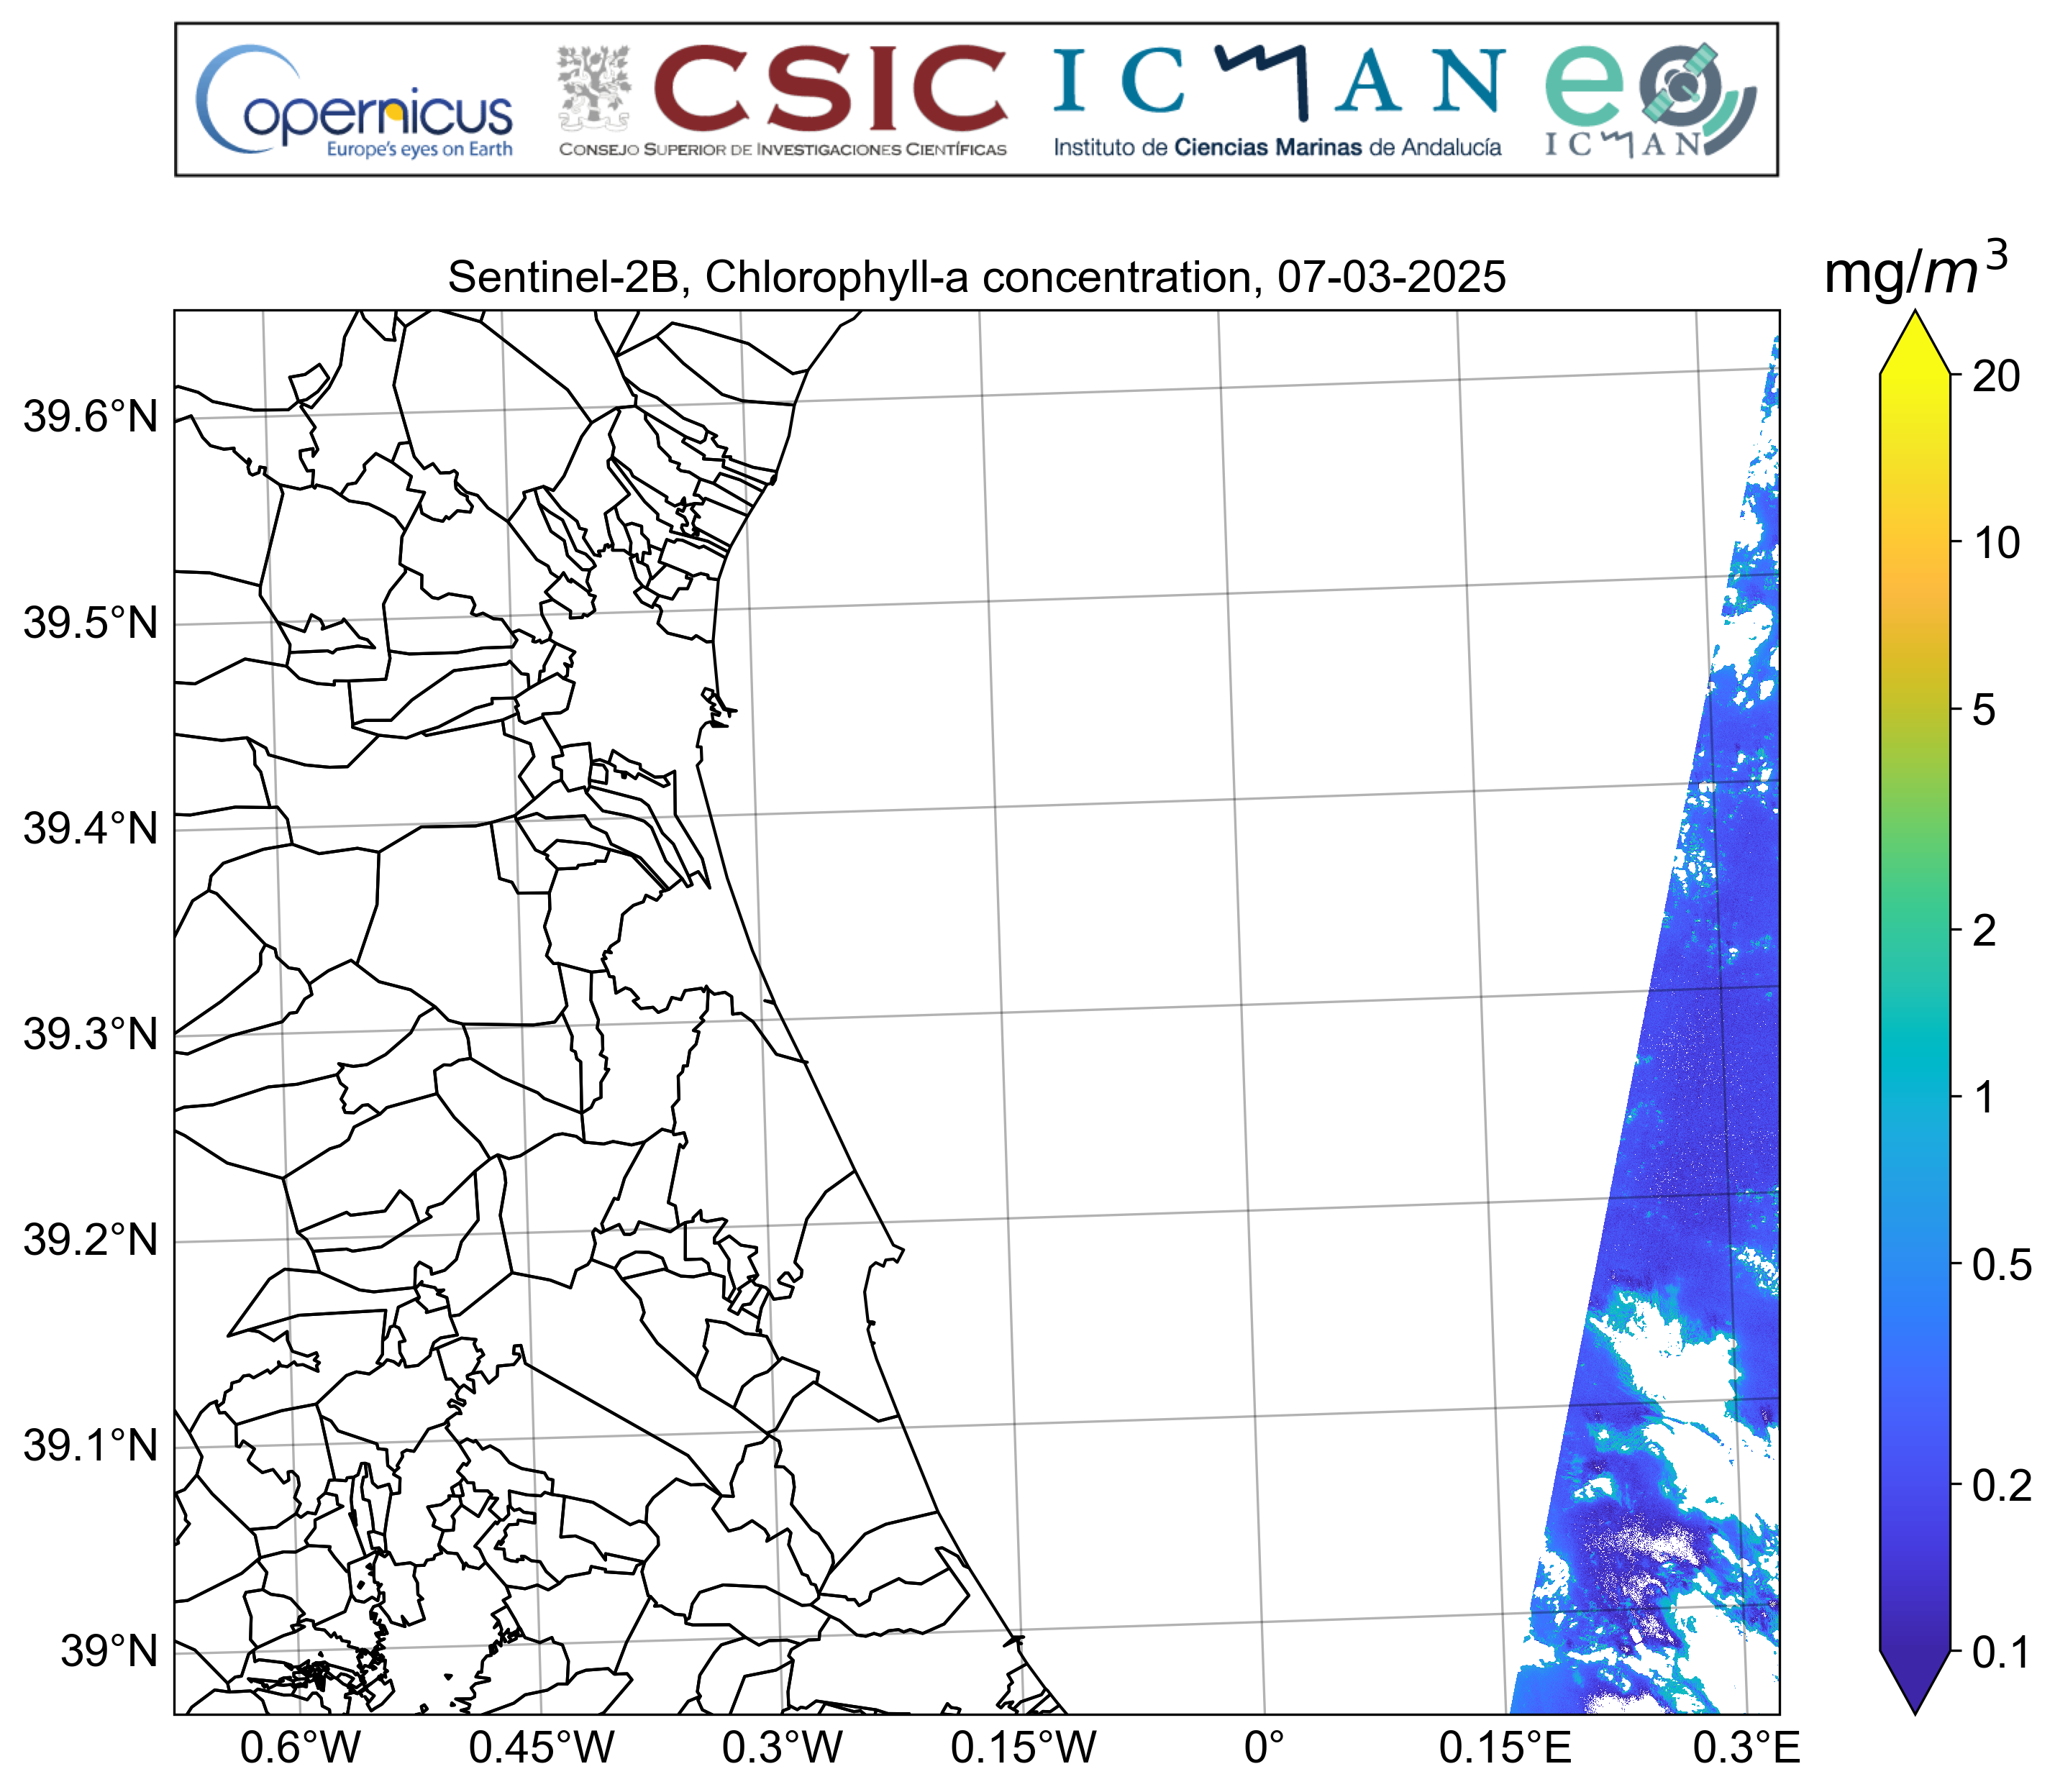 Copernicus
Europe's eyes on Earth
CSIC
CONSEJO SUPERIOR DE INVESTIGACIONES CIENTÍFICAS
ICMAN
Instituto de Ciencias Marinas de Andalucía
eo
ICMAN
Sentinel-2B, Chlorophyll-a concentration, 07-03-2025
mg/m³
20
10
5
2
1
0.5
0.2
0.1
39.6°N
39.5°N
39.4°N
39.3°N
39.2°N
39.1°N
39°N
0.6°W 0.45°W 0.3°W 0.15°W 0° 0.15°E 0.3°E